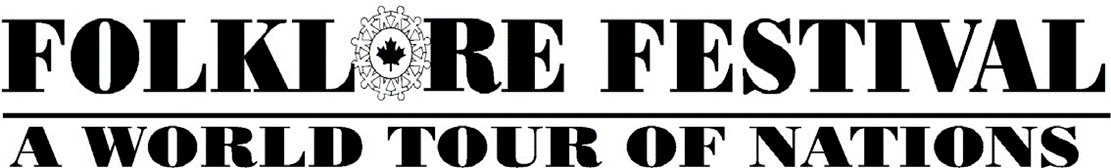 FOLKLORE FESTIVAL
A WORLD TOUR OF NATIONS